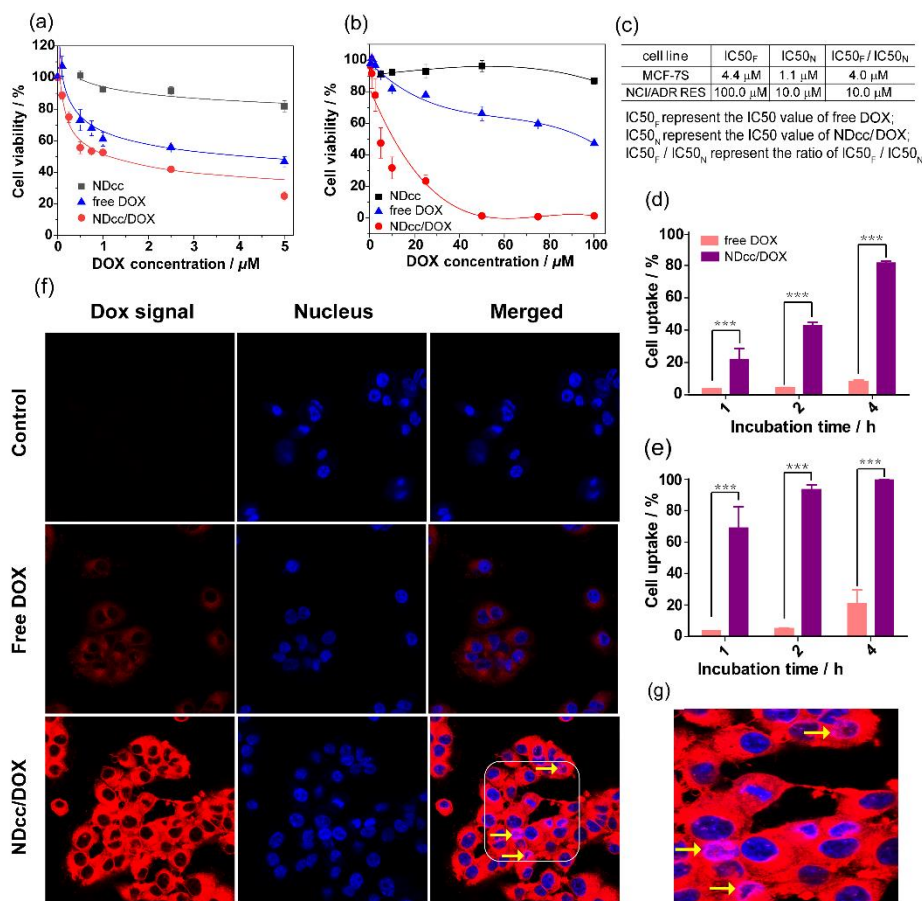 (a)
120
100
80
60
40
20
0
Cell viability / %
NDcc
free DOX
NDcc/DOX
0 1 2 3 4 5
DOX concentration / µM
(b)
100
80
60
40
20
0
Cell viability / %
NDcc
free DOX
NDcc/DOX
0 20 40 60 80 100
DOX concentration / µM
(c)
cell line IC50F IC50N IC50F / IC50N
MCF-7S 4.4 µM 1.1 µM 4.0 µM
NCI/ADR RES 100.0 µM 10.0 µM 10.0 µM
IC50F represent the IC50 value of free DOX;
IC50N represent the IC50 value of NDcc/DOX;
IC50F / IC50N represent the ratio of IC50F / IC50N
(d)
free DOX
NDcc/DOX
100
80
60
40
20
0
Cell uptake / %
*** *** ***
1 2 4
Incubation time / h
(e)
100
80
60
40
20
0
Cell uptake / %
*** *** ***
1 2 4
Incubation time / h
(f)
Dox signal Nucleus Merged
Control
Free DOX
NDcc/DOX
(g)